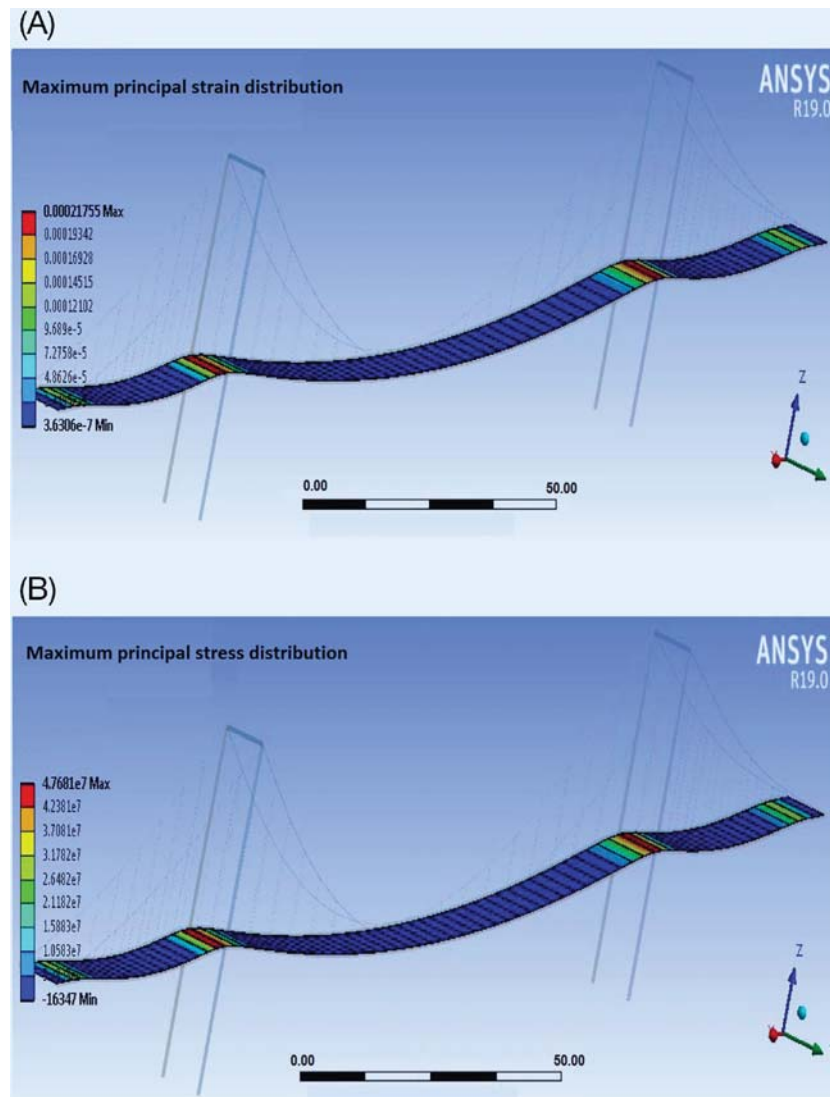 (A)
Maximum principal strain distribution
ANSYS
R19.0
0.00021755 Max
0.00019342
0.00016928
0.00014515
0.00012102
9.689e-5
7.2758e-5
4.8626e-5
3.6306e-7 Min
Z
0.00
50.00
(B)
Maximum principal stress distribution
ANSYS
R19.0
4.7681e7 Max
4.2381e7
3.7081e7
3.1782e7
2.6482e7
2.1182e7
1.5883e7
1.0583e7
-16347 Min
Z
0.00
50.00